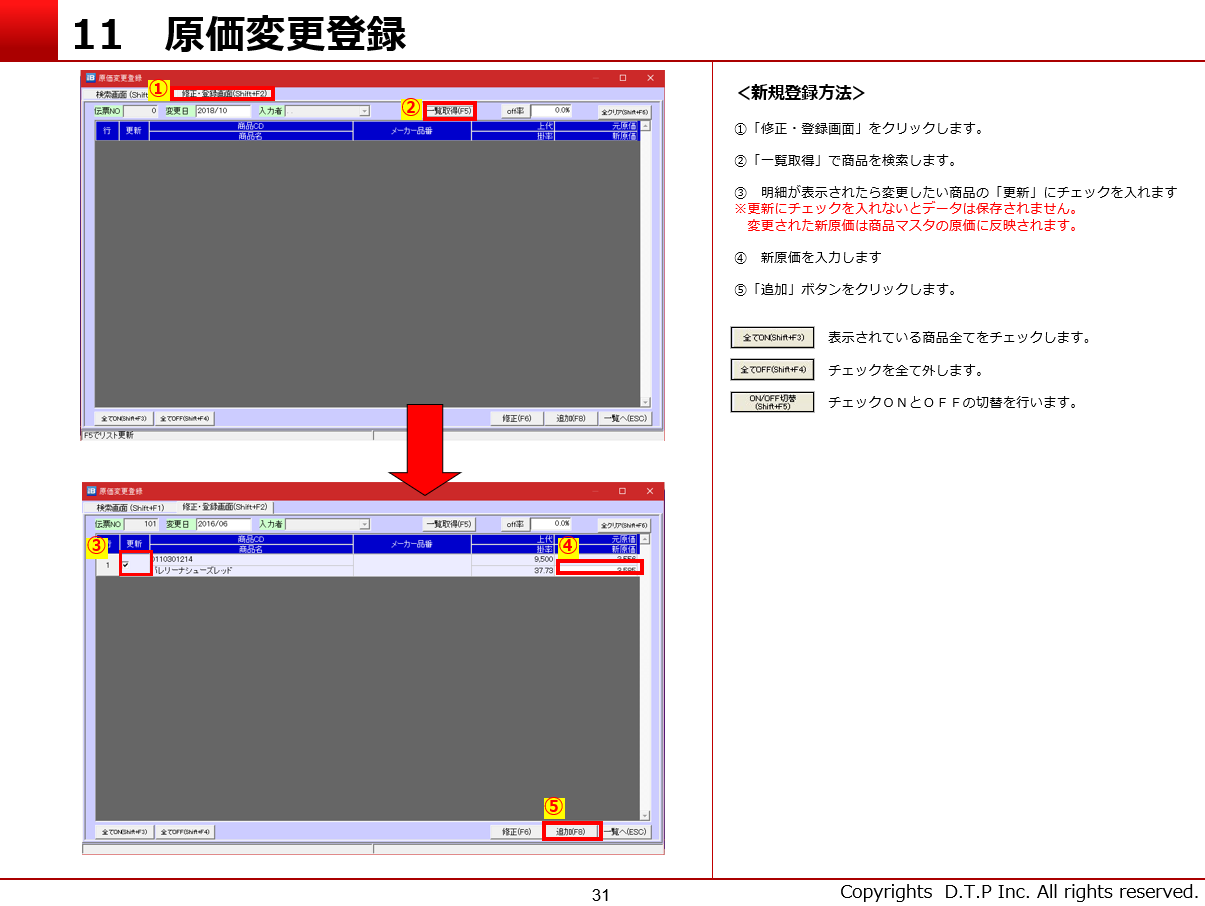 11　原価変更登録
原価変更登録
検索画面 (Shift
①
修正・登録画面(Shift+F2)
伝票NO 0 変更日 2018/10 入力者
②
一覧取得(F5) off率 0.0% 全クリア(Shift+F6)
行 更新 商品CD メーカー品番 上代 元原価
商品名 掛率 新原価
全てON(Shift+F3) 全てOFF(Shift+F4) 修正(F6) 追加(F8) 一覧へ(ESC)
F5でリスト更新
原価変更登録
検索画面 (Shift+F1) 修正・登録画面(Shift+F2)
伝票NO 101 変更日 2016/06 入力者 一覧取得(F5) off率 0.0% 全クリア(Shift+F6)
③
更新 商品CD メーカー品番 上代 元原価
商品名 掛率 新原価
④
1 0110301214 9,500
バレリーナシューズレッド 37.73
⑤
全てON(Shift+F3) 全てOFF(Shift+F4) 修正(F6) 追加(F8) 一覧へ(ESC)
＜新規登録方法＞
①「修正・登録画面」をクリックします。
②「一覧取得」で商品を検索します。
③　明細が表示されたら変更したい商品の「更新」にチェックを入れます
※更新にチェックを入れないとデータは保存されません。
変更された新原価は商品マスタの原価に反映されます。
④　新原価を入力します
⑤「追加」ボタンをクリックします。
全てON(Shift+F3) 表示されている商品全てをチェックします。
全てOFF(Shift+F4) チェックを全て外します。
ON/OFF切替
(Shift+F5)
チェックＯＮとＯＦＦの切替を行います。
31
Copyrights D.T.P Inc. All rights reserved.